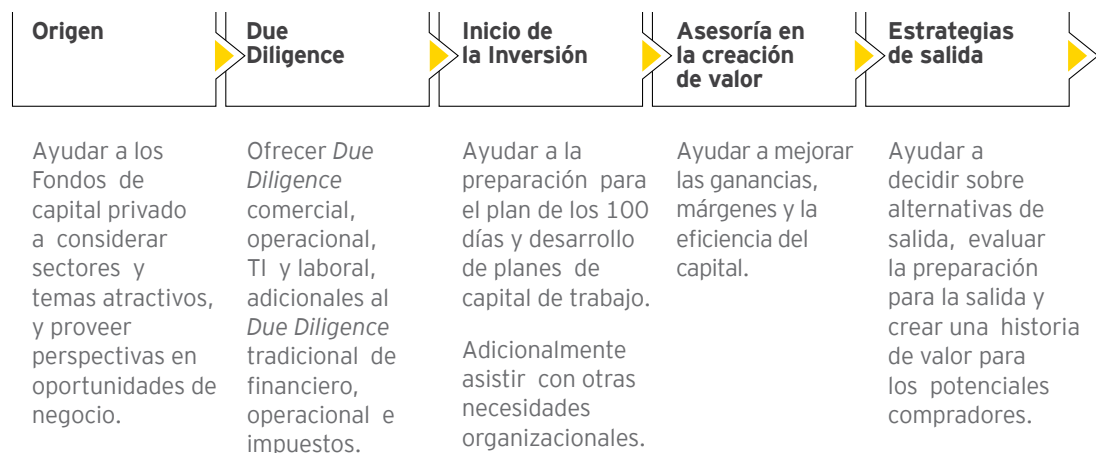 Origen
Due
Diligence
Inicio de
la Inversión
Asesoría en
la creación
de valor
Estrategias
de salida
Ayudar a los
Fondos de
capital privado
a considerar
sectores y
temas atractivos,
y proveer
perspectivas en
oportunidades de
negocio.
Ofrecer Due
Diligence
comercial,
operacional,
TI y laboral,
adicionales al
Due Diligence
tradicional de
financiero,
operacional e
impuestos.
Ayudar a la
preparación para
el plan de los 100
días y desarrollo
de planes de
capital de trabajo.
Adicionalmente
asistir con otras
necesidades
organizacionales.
Ayudar a mejorar
las ganancias,
márgenes y la
eficiencia del
capital.
Ayudar a
decidir sobre
alternativas de
salida, evaluar
la preparación
para la salida y
crear una historia
de valor para
los potenciales
compradores.